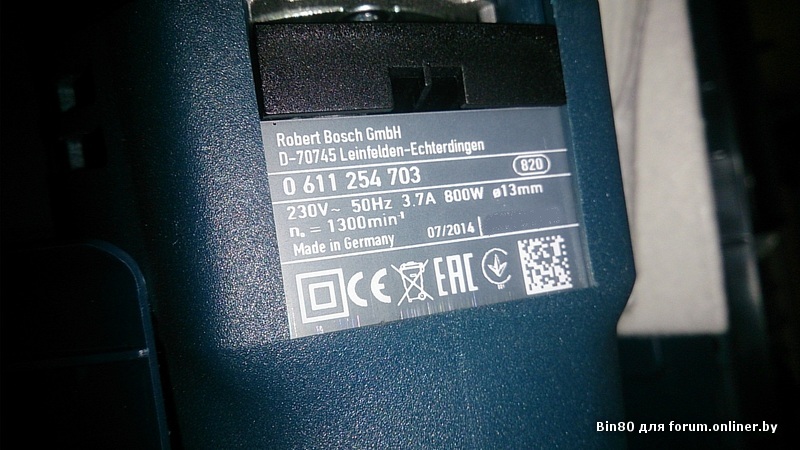 Robert Bosch GmbH
D-70745 Leinfelden-Echterdingen
820
0 611 254 703
230V~ 50Hz 3.7A 800W ø13mm
n₀ = 1300min⁻¹
Made in Germany 07/2014
CE EAC
Bin80 для forum.onliner.by